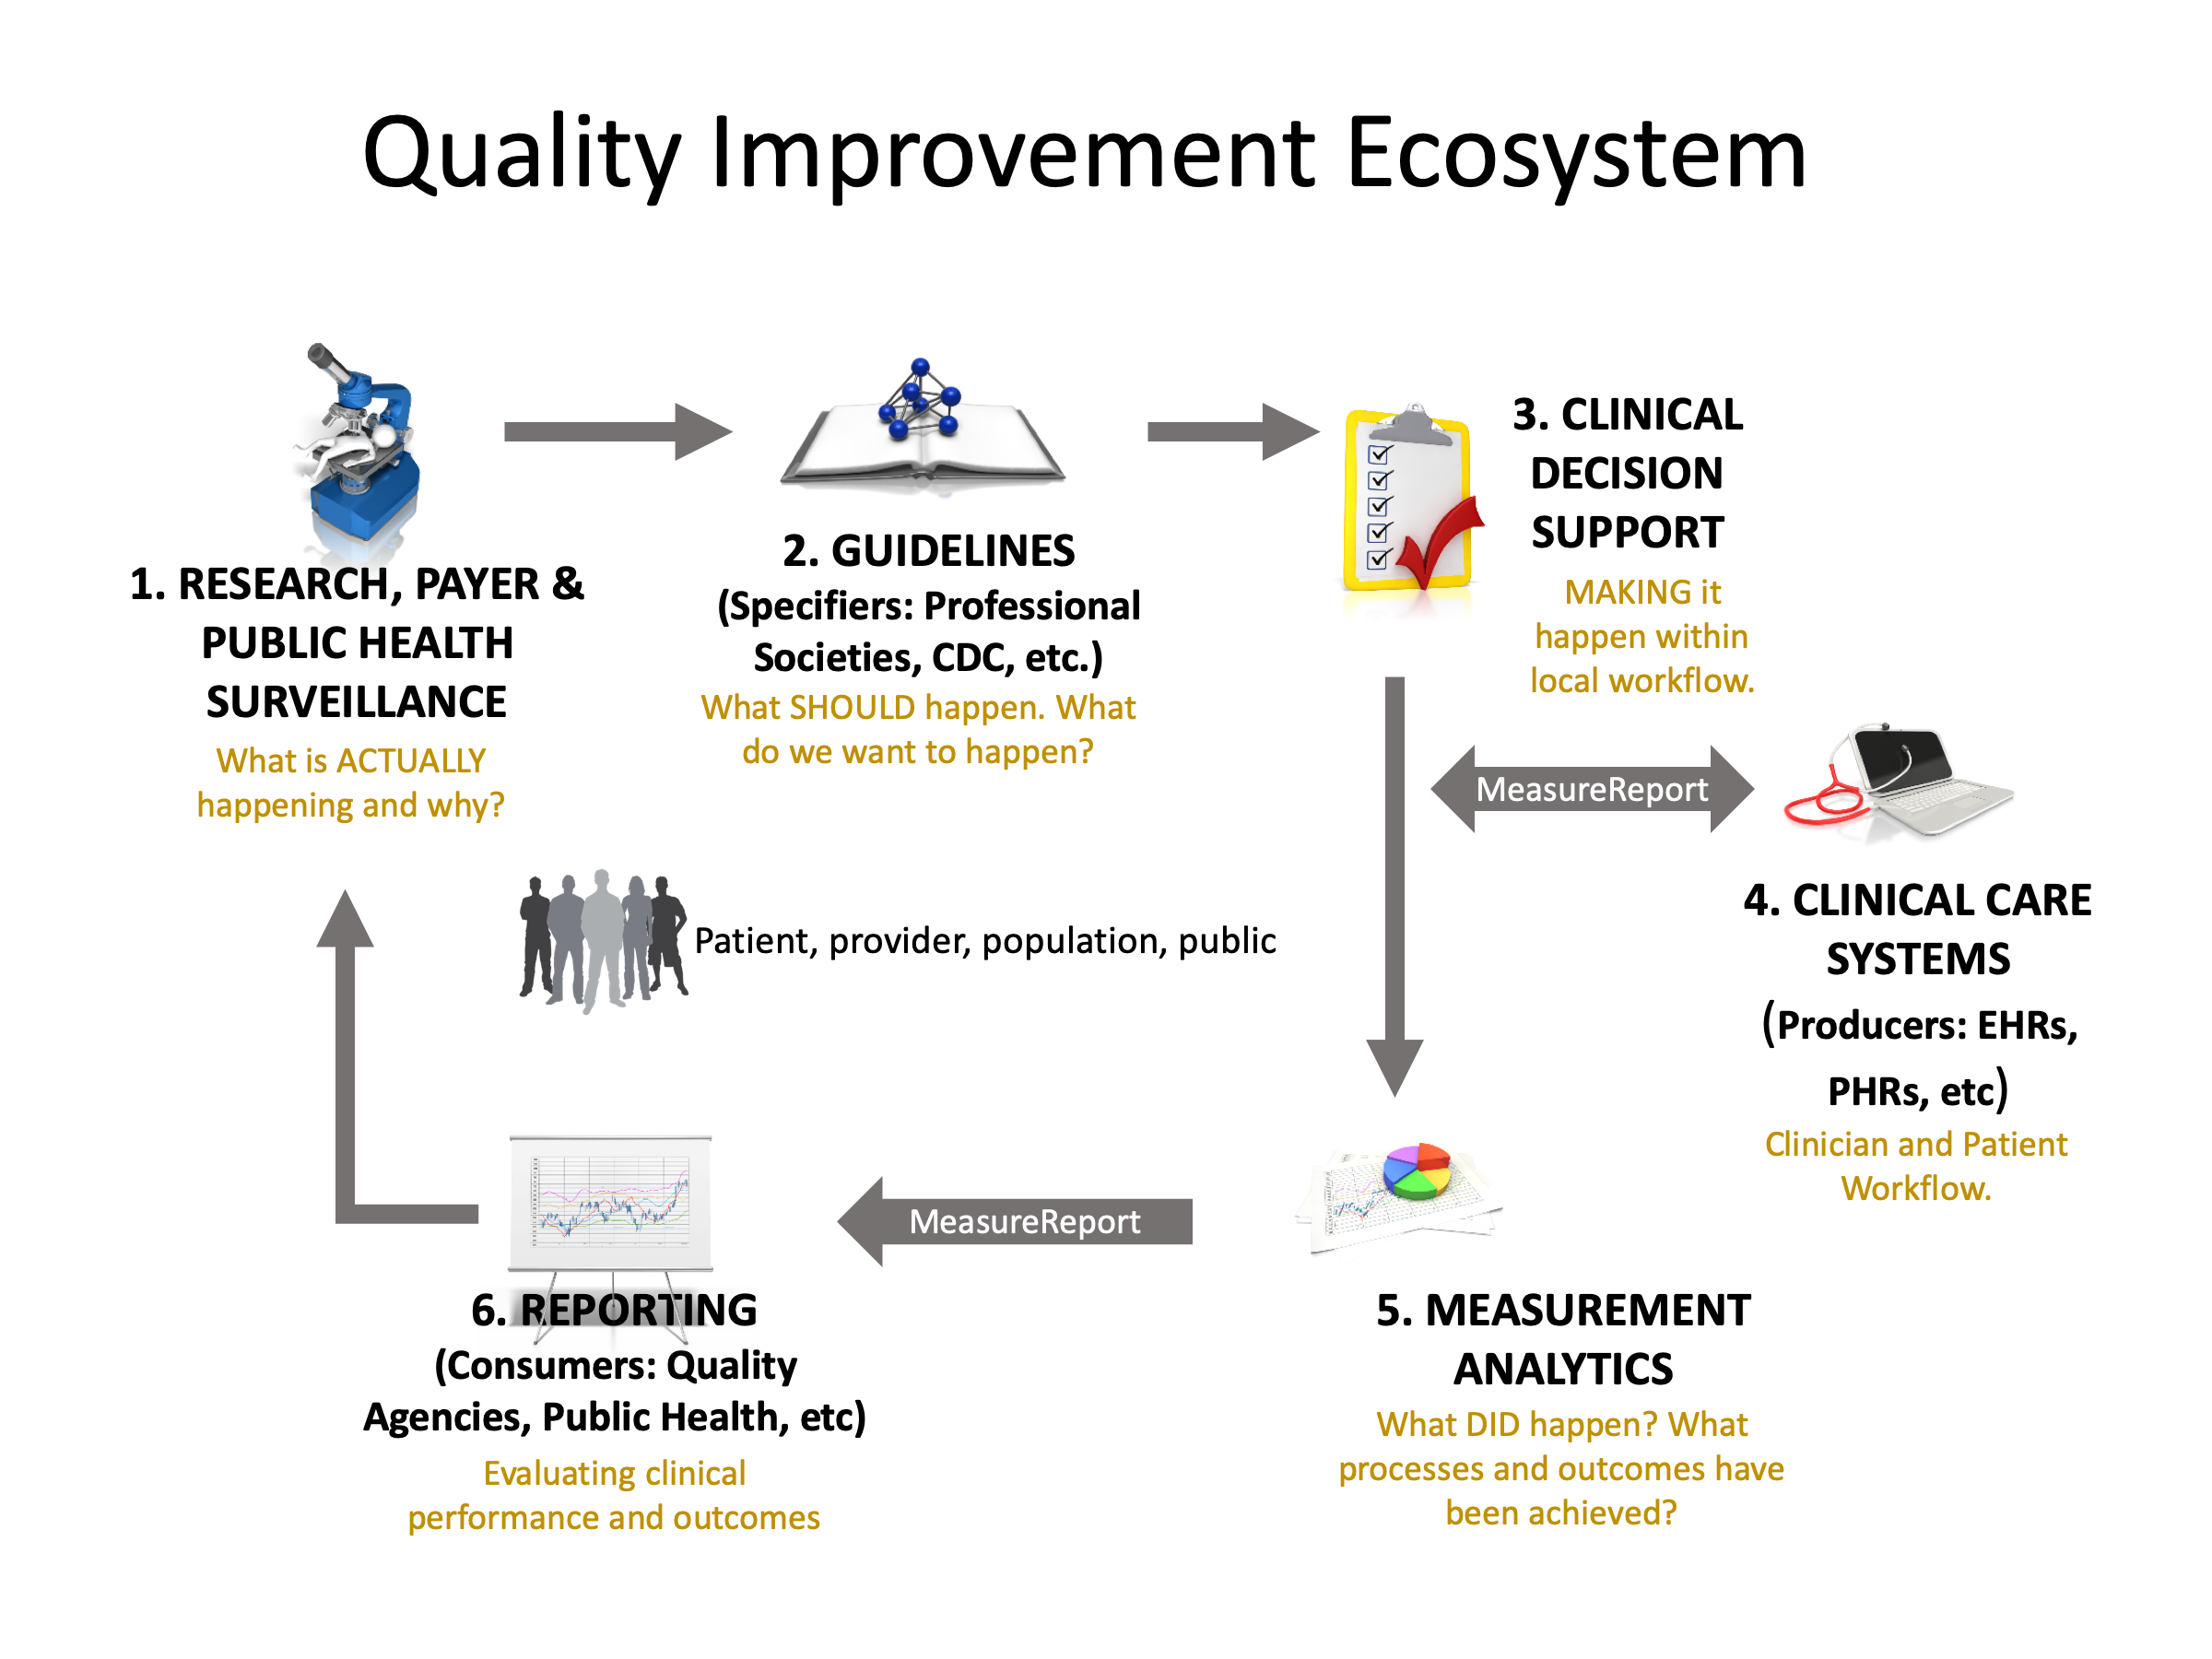 Quality Improvement Ecosystem
1. RESEARCH, PAYER &
PUBLIC HEALTH
SURVEILLANCE
What is ACTUALLY
happening and why?
2. GUIDELINES
(Specifiers: Professional
Societies, CDC, etc.)
What SHOULD happen. What
do we want to happen?
3. CLINICAL
DECISION
SUPPORT
MAKING it
happen within
local workflow.
MeasureReport
4. CLINICAL CARE
SYSTEMS
(Producers: EHRs,
PHRs, etc)
Clinician and Patient
Workflow.
Patient, provider, population, public
5. MEASUREMENT
ANALYTICS
What DID happen? What
processes and outcomes have
been achieved?
MeasureReport
6. REPORTING
(Consumers: Quality
Agencies, Public Health, etc)
Evaluating clinical
performance and outcomes